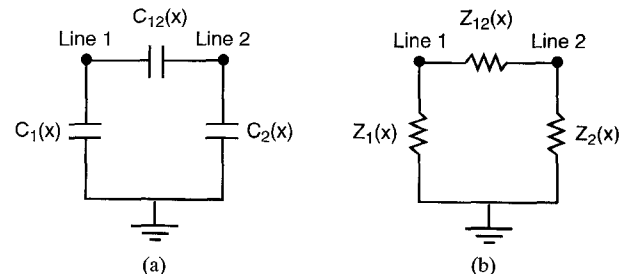 C12(x)
Line 1
Line 2
C1(x)
C2(x)
(a)
Z12(x)
Line 1
Line 2
Z1(x)
Z2(x)
(b)